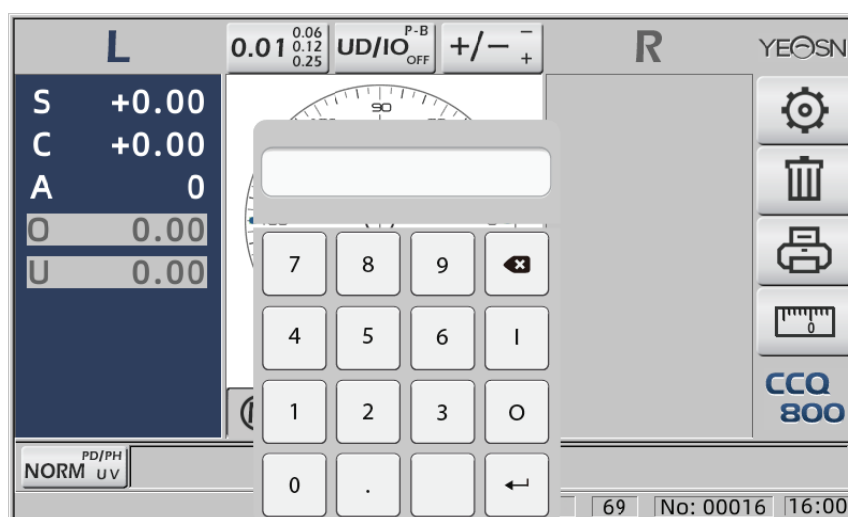 L
0.01 0.06 0.12 0.25
UD/IO P-B OFF
+/- - +
R
YEOSN
S +0.00
C +0.00
A 0
O 0.00
U 0.00
90
7 8 9
4 5 6 I
1 2 3 O
0 .
0
CCQ
800
NORM PD/PH UV
69 No: 00016 16:00